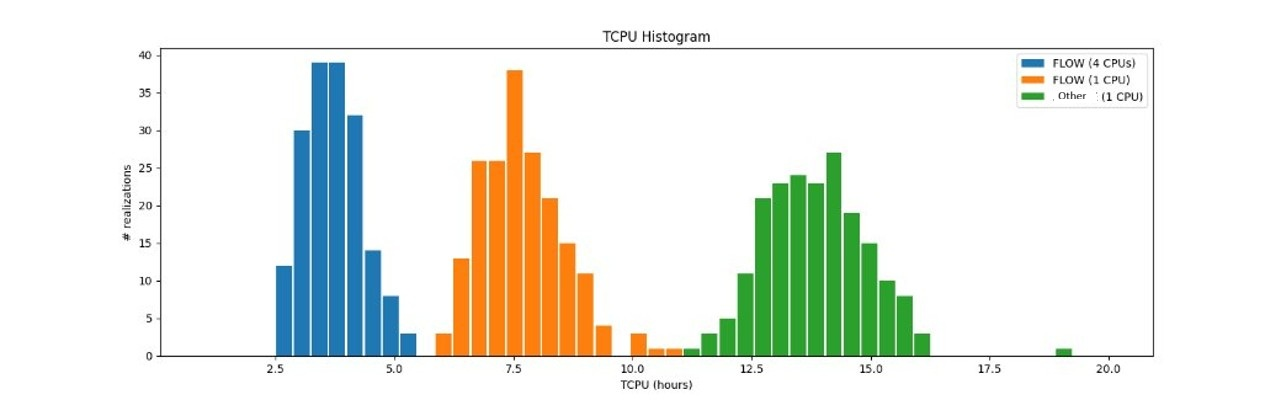 TCPU Histogram
40
35
30
25
20
15
10
5
0
# realizations
FLOW (4 CPUs)
FLOW (1 CPU)
Other (1 CPU)
2.5 5.0 7.5 10.0 12.5 15.0 17.5 20.0
TCPU (hours)